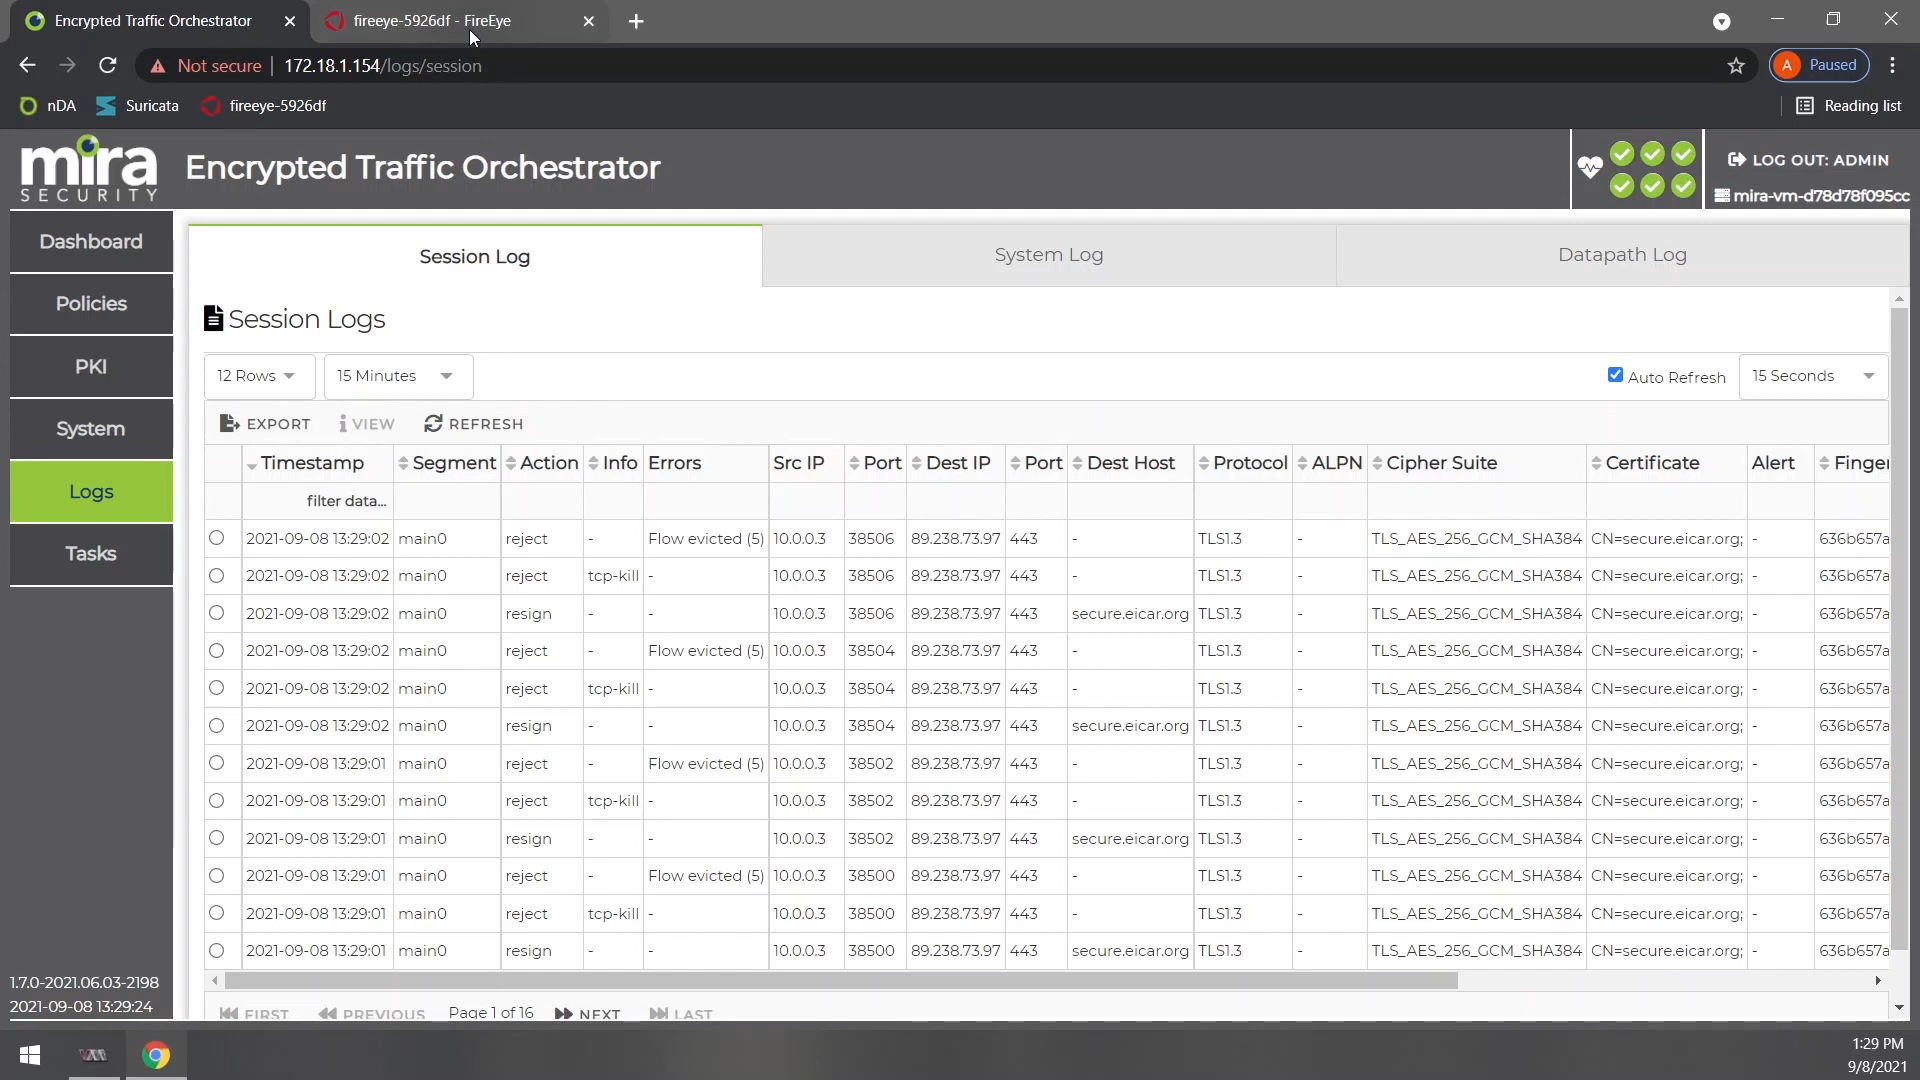 Encrypted Traffic Orchestrator
fireeye-5926df - FireEye
Not secure | 172.18.1.154/logs/session
A Paused
nDA Suricata fireeye-5926df
Reading list
mira
SECURITY
Encrypted Traffic Orchestrator
LOG OUT: ADMIN
mira-vm-d78d78f095cc
Dashboard
Policies
PKI
System
Logs
Tasks
1.7.0-2021.06.03-2198
2021-09-08 13:29:24
Session Log System Log Datapath Log
Session Logs
12 Rows 15 Minutes Auto Refresh 15 Seconds
EXPORT VIEW REFRESH
Timestamp Segment Action Info Errors Src IP Port Dest IP Port Dest Host Protocol ALPN Cipher Suite Certificate Alert Finger
filter data...
2021-09-08 13:29:02 main0 reject - Flow evicted (5) 10.0.0.3 38506 89.238.73.97 443 - TLS1.3 - TLS_AES_256_GCM_SHA384 CN=secure.eicar.org; - 636b657a
2021-09-08 13:29:02 main0 reject tcp-kill - 10.0.0.3 38506 89.238.73.97 443 - TLS1.3 - TLS_AES_256_GCM_SHA384 CN=secure.eicar.org; - 636b657a
2021-09-08 13:29:02 main0 resign - - 10.0.0.3 38506 89.238.73.97 443 secure.eicar.org TLS1.3 - TLS_AES_256_GCM_SHA384 CN=secure.eicar.org; - 636b657a
2021-09-08 13:29:02 main0 reject - Flow evicted (5) 10.0.0.3 38504 89.238.73.97 443 - TLS1.3 - TLS_AES_256_GCM_SHA384 CN=secure.eicar.org; - 636b657a
2021-09-08 13:29:02 main0 reject tcp-kill - 10.0.0.3 38504 89.238.73.97 443 - TLS1.3 - TLS_AES_256_GCM_SHA384 CN=secure.eicar.org; - 636b657a
2021-09-08 13:29:02 main0 resign - - 10.0.0.3 38504 89.238.73.97 443 secure.eicar.org TLS1.3 - TLS_AES_256_GCM_SHA384 CN=secure.eicar.org; - 636b657a
2021-09-08 13:29:01 main0 reject - Flow evicted (5) 10.0.0.3 38502 89.238.73.97 443 - TLS1.3 - TLS_AES_256_GCM_SHA384 CN=secure.eicar.org; - 636b657a
2021-09-08 13:29:01 main0 reject tcp-kill - 10.0.0.3 38502 89.238.73.97 443 - TLS1.3 - TLS_AES_256_GCM_SHA384 CN=secure.eicar.org; - 636b657a
2021-09-08 13:29:01 main0 resign - - 10.0.0.3 38502 89.238.73.97 443 secure.eicar.org TLS1.3 - TLS_AES_256_GCM_SHA384 CN=secure.eicar.org; - 636b657a
2021-09-08 13:29:01 main0 reject - Flow evicted (5) 10.0.0.3 38500 89.238.73.97 443 - TLS1.3 - TLS_AES_256_GCM_SHA384 CN=secure.eicar.org; - 636b657a
2021-09-08 13:29:01 main0 reject tcp-kill - 10.0.0.3 38500 89.238.73.97 443 - TLS1.3 - TLS_AES_256_GCM_SHA384 CN=secure.eicar.org; - 636b657a
2021-09-08 13:29:01 main0 resign - - 10.0.0.3 38500 89.238.73.97 443 secure.eicar.org TLS1.3 - TLS_AES_256_GCM_SHA384 CN=secure.eicar.org; - 636b657a
FIRST PREVIOUS Page 1 of 16 NEXT LAST
1:29 PM
9/8/2021